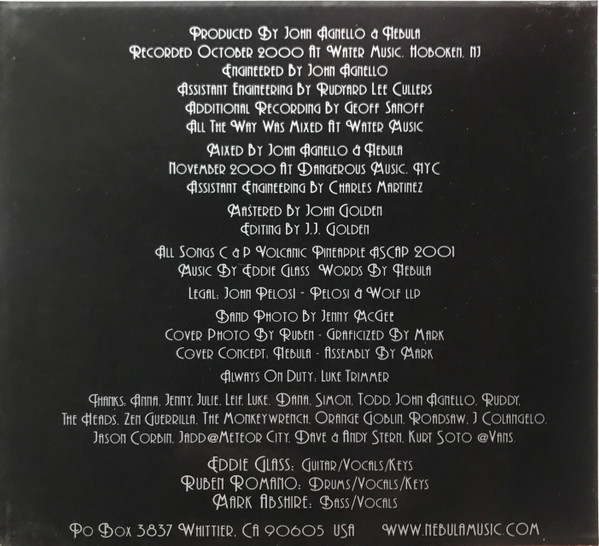 Produced By John Agnello & Nebula
Recorded October 2000 At Water Music, Hoboken, NJ
Engineered By John Agnello
Assistant Engineering By Rudyard Lee Cullers
Additional Recording By Geoff Sanoff
All The Way Was Mixed At Water Music
Mixed By John Agnello & Nebula
November 2000 At Dangerous Music, NYC
Assistant Engineering By Charles Martinez
Mastered By John Golden
Editing By J.J. Golden
All Songs C & P Volcanic Pineapple ASCAP 2001
Music By Eddie Glass Words By Nebula
Legal: John Pelosi - Pelosi & Wolf LLP
Band Photo By Jenny McGee
Cover Photo By Ruben - Graficized By Mark
Cover Concept, Nebula - Assembly By Mark
Always On Duty: Luke Trimmer
Thanks, Anna, Jenny, Julie, Leif, Luke, Dana, Simon, Todd, John Agnello, Ruddy,
The Heads, Zen Guerrilla, The Monkeywrench, Orange Goblin, Roadsaw, J Colangelo,
Jason Corbin, Jadd@Meteor City, Dave & Andy Stern, Kurt Soto @Vans,
Eddie Glass: Guitar/Vocals/Keys
Ruben Romano: Drums/Vocals/Keys
Mark Abshire: Bass/Vocals
Po Box 3837 Whittier, CA 90605 USA www.nebulamusic.com